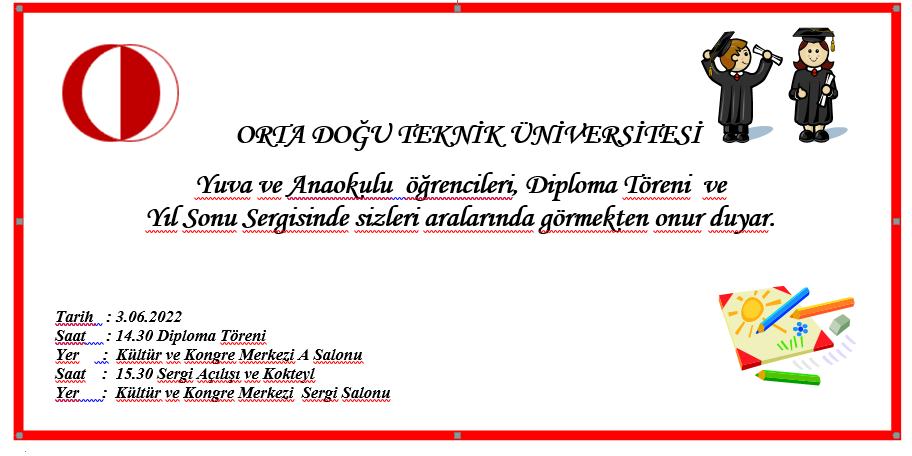 ORTA DOĞU TEKNİK ÜNİVERSİTESİ
Yuva ve Anaokulu öğrencileri, Diploma Töreni ve
Yıl Sonu Sergisinde sizleri aralarında görmekten onur duyar.
Tarih : 3.06.2022
Saat : 14.30 Diploma Töreni
Yer : Kültür ve Kongre Merkezi A Salonu
Saat : 15.30 Sergi Açılışı ve Kokteyl
Yer : Kültür ve Kongre Merkezi Sergi Salonu